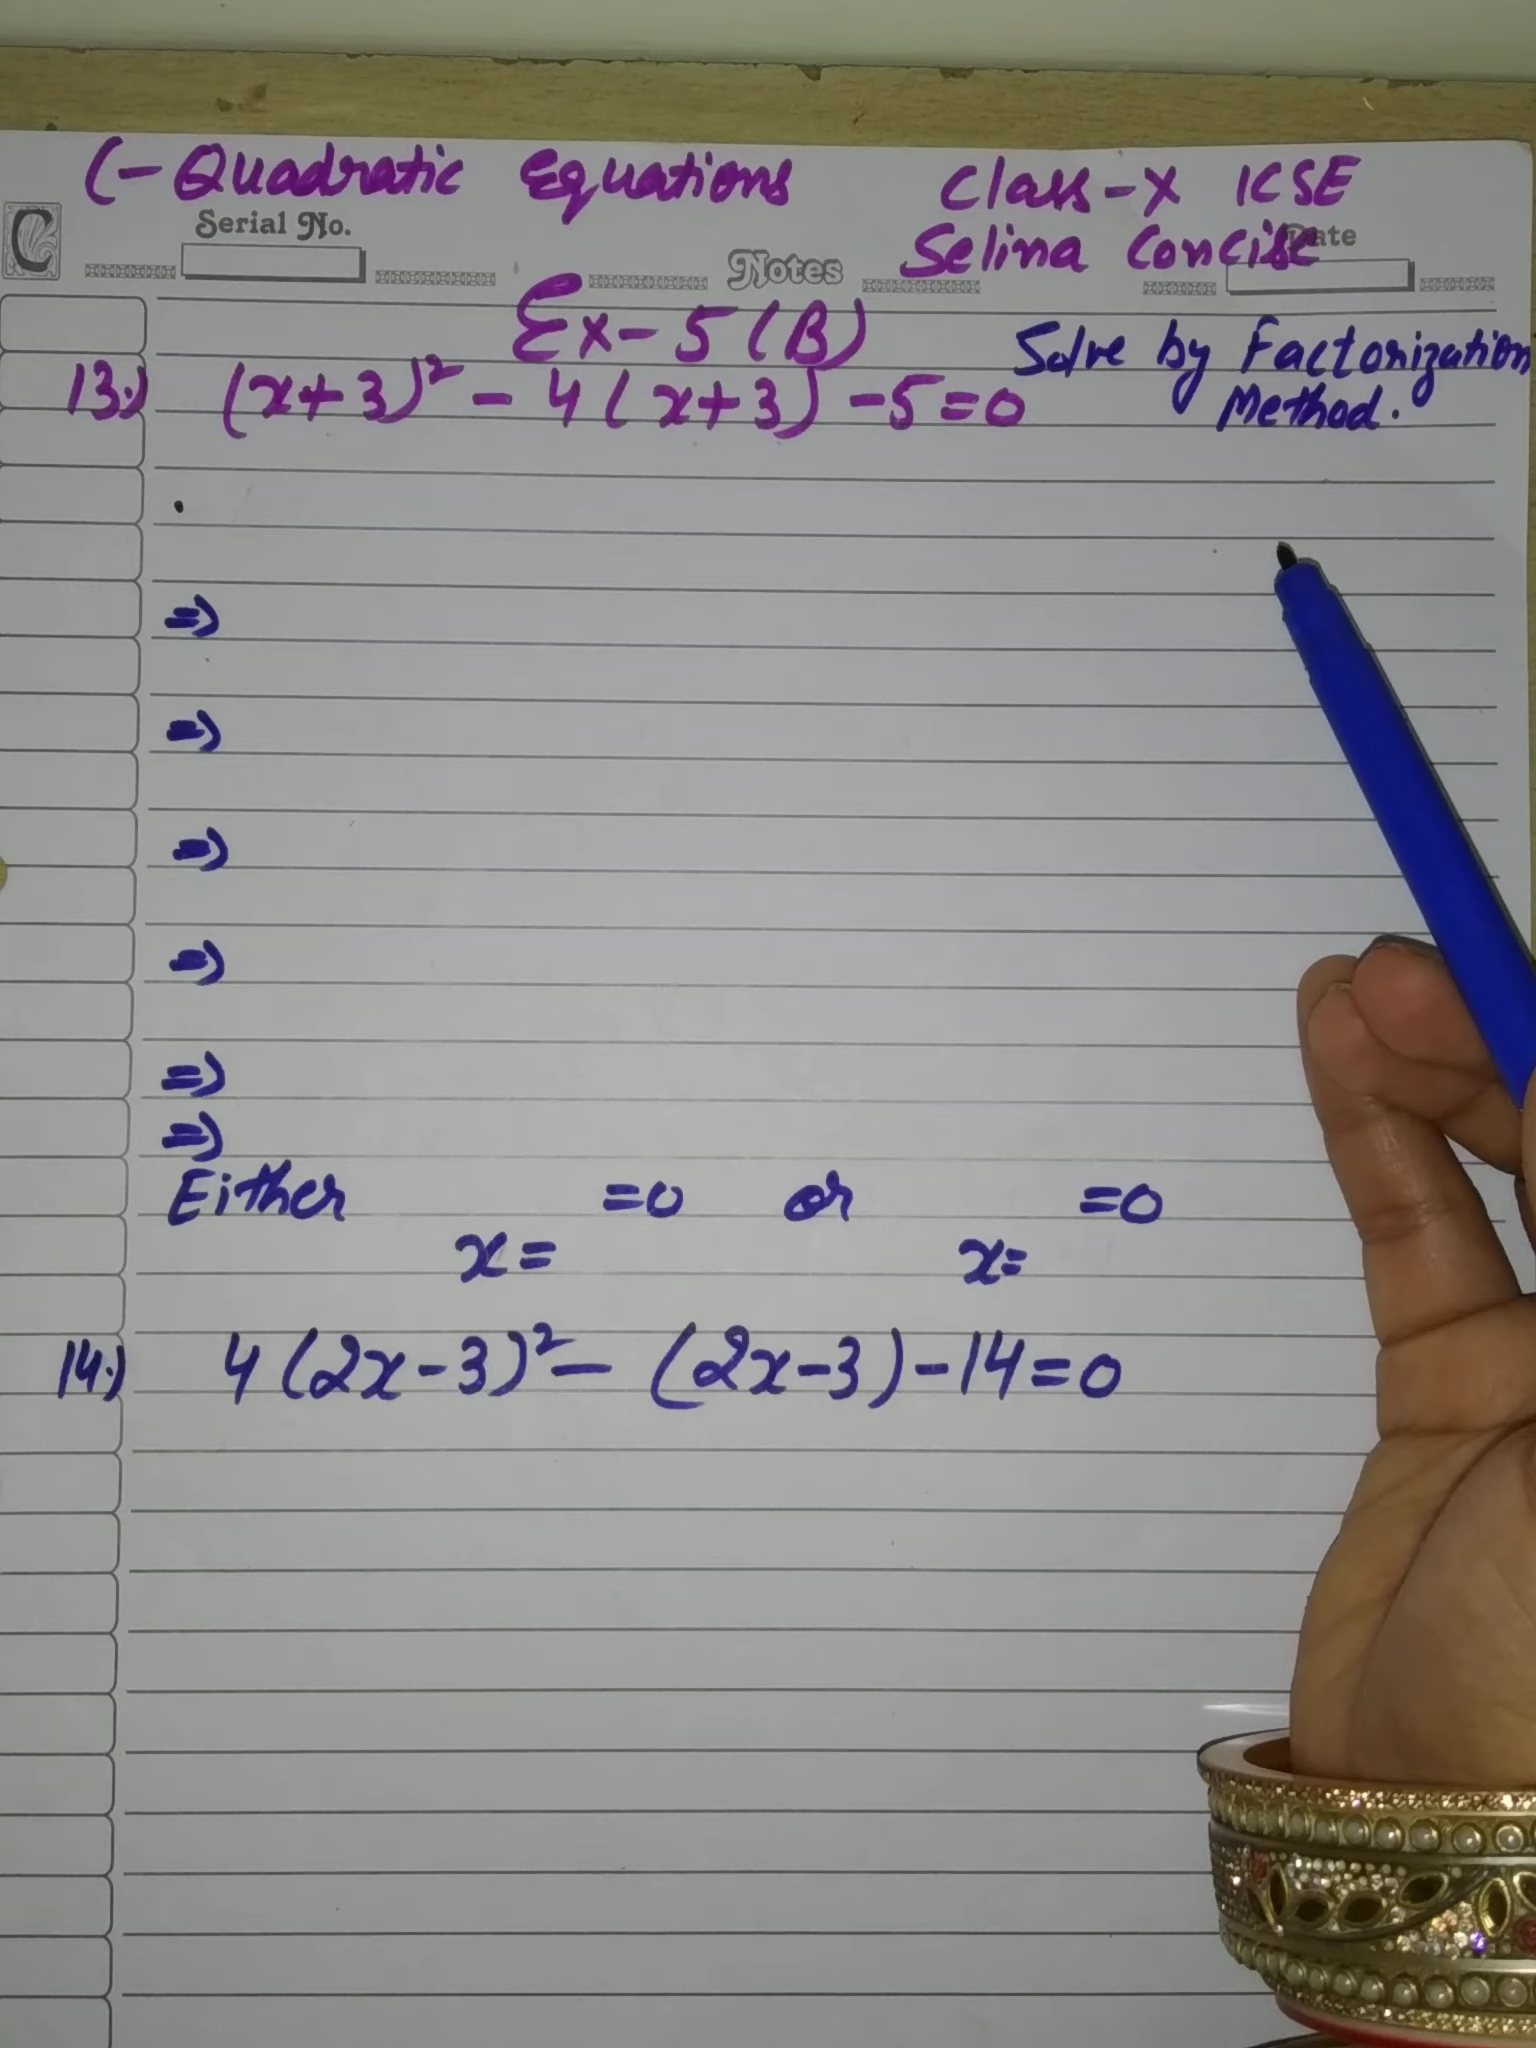 (- Quadratic Equations Class-X ICSE
Serial No.
C
Selina Concise
Date
Notes
Ex-5(B)
Solve by Factorization
Method.
13.) (x+3)² - 4(x+3) -5=0
.
=>
=>
=>
=>
=>
=>
Either =0 or =0
x= x=
14.) 4(2x-3)² - (2x-3)-14=0